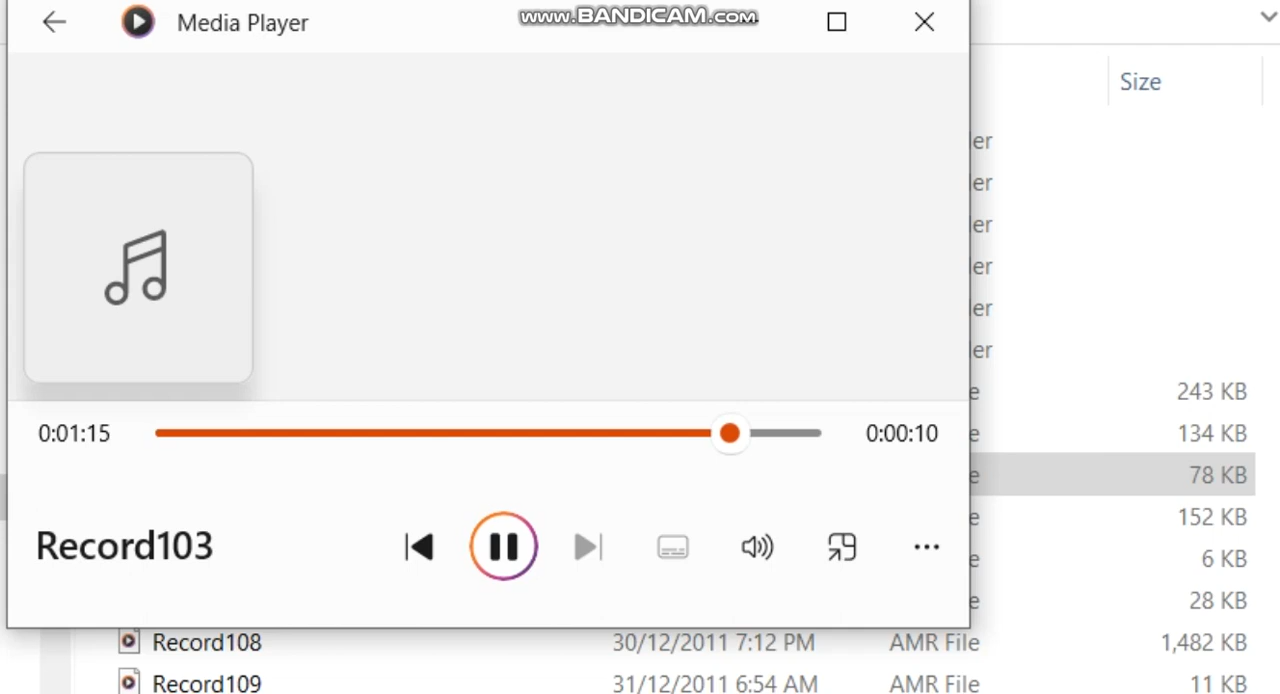 Media Player
www.BANDICAM.com
Size
er
er
er
er
er
er
e 243 KB
0:01:15 0:00:10 e 134 KB
e 78 KB
e 152 KB
Record103
e 6 KB
e 28 KB
Record108 30/12/2011 7:12 PM AMR File 1,482 KB
Record109 31/12/2011 6:54 AM AMR File 11 KB